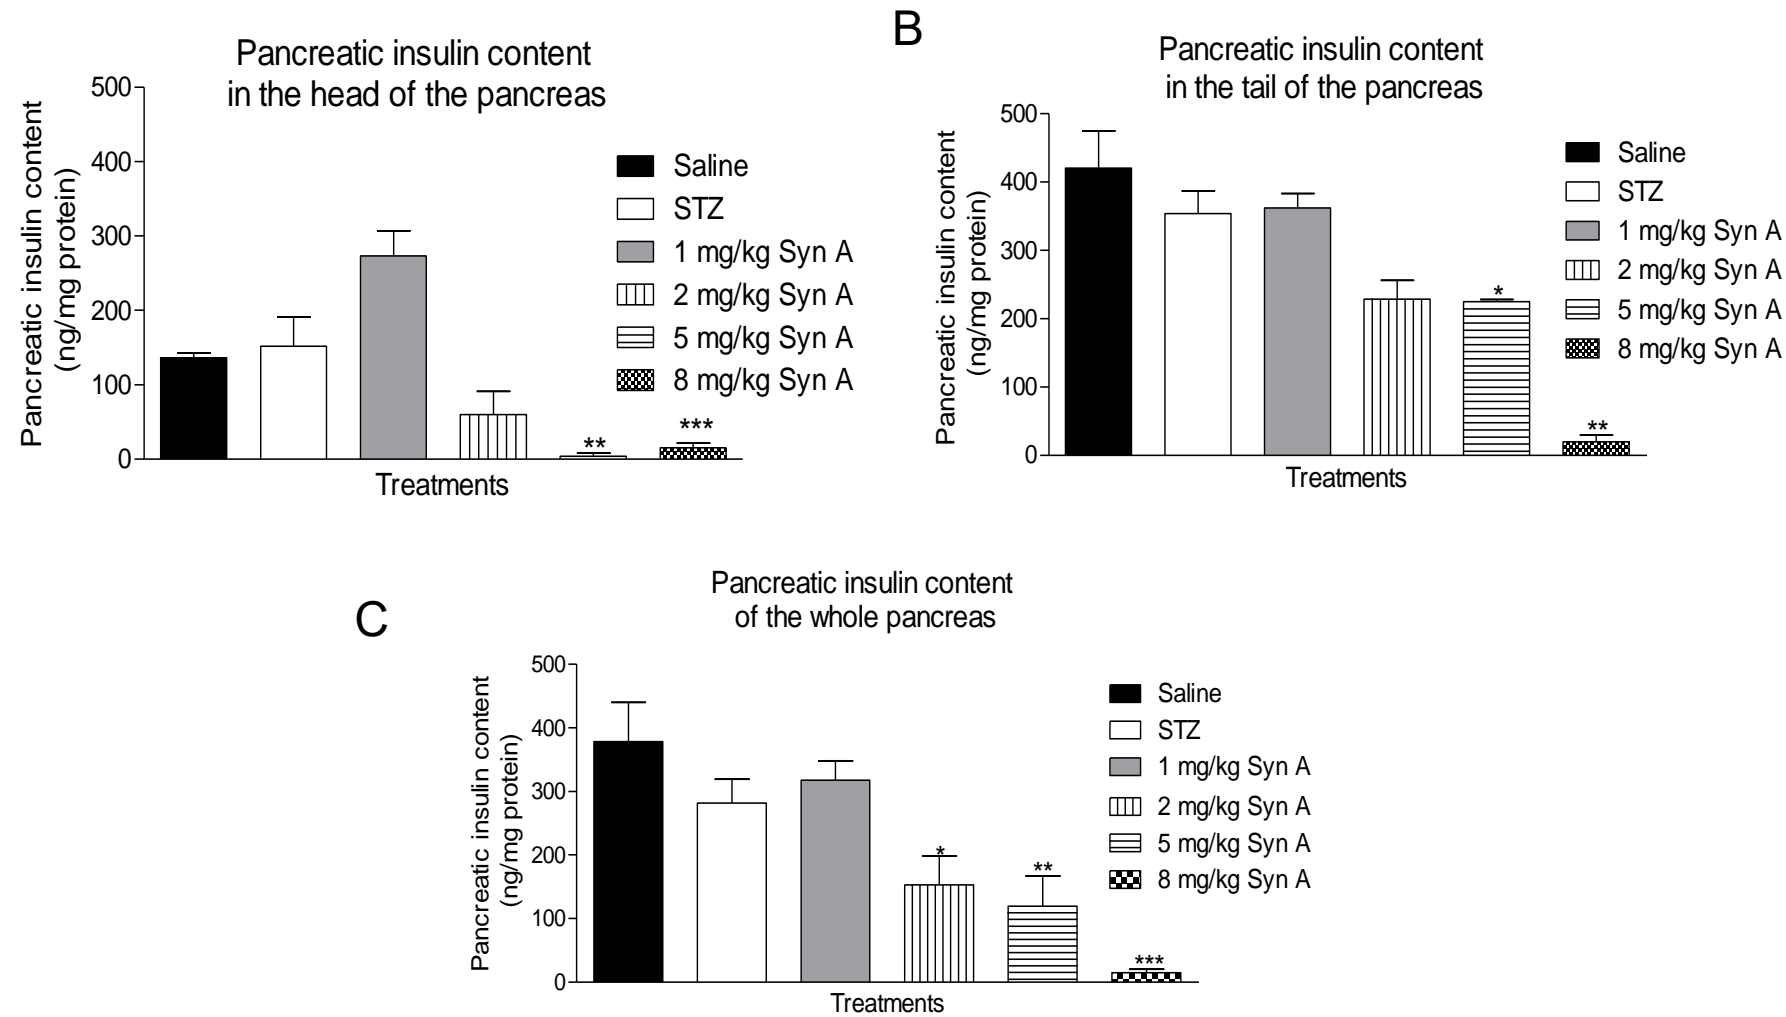 Pancreatic insulin content
in the head of the pancreas
Pancreatic insulin content
(ng/mg protein)
500
400
300
200
100
0
**
***
Treatments
Saline
STZ
1 mg/kg Syn A
2 mg/kg Syn A
5 mg/kg Syn A
8 mg/kg Syn A
B
Pancreatic insulin content
in the tail of the pancreas
Pancreatic insulin content
(ng/mg protein)
500
400
300
200
100
0
*
**
Treatments
Saline
STZ
1 mg/kg Syn A
2 mg/kg Syn A
5 mg/kg Syn A
8 mg/kg Syn A
C
Pancreatic insulin content
of the whole pancreas
Pancreatic insulin content
(ng/mg protein)
500
400
300
200
100
0
*
**
***
Treatments
Saline
STZ
1 mg/kg Syn A
2 mg/kg Syn A
5 mg/kg Syn A
8 mg/kg Syn A